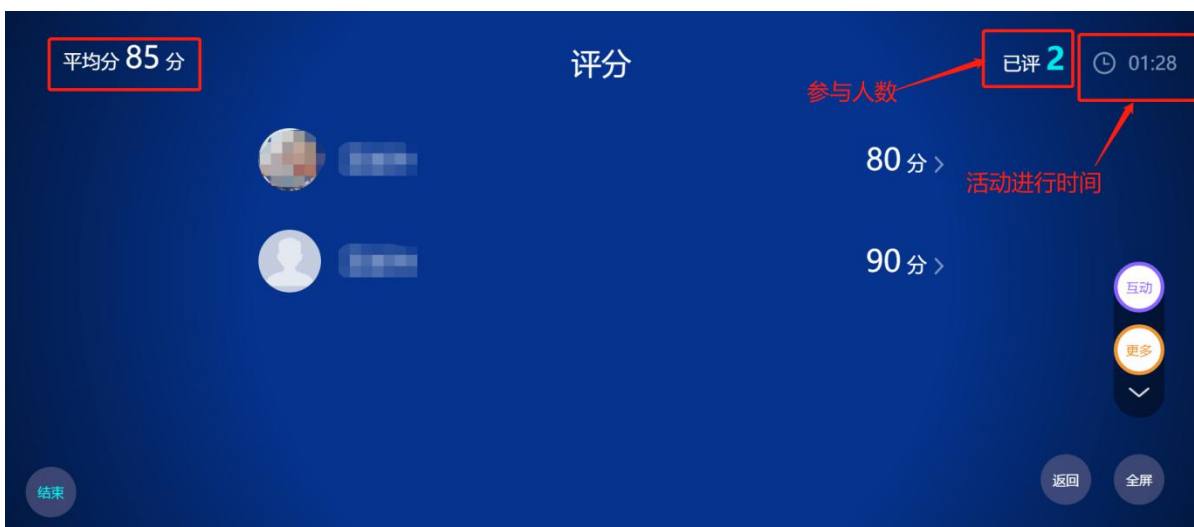 平均分 85 分
评分
已评 2
01:28
参与人数
80 分
活动进行时间
90 分
互动
更多
结束
返回
全屏